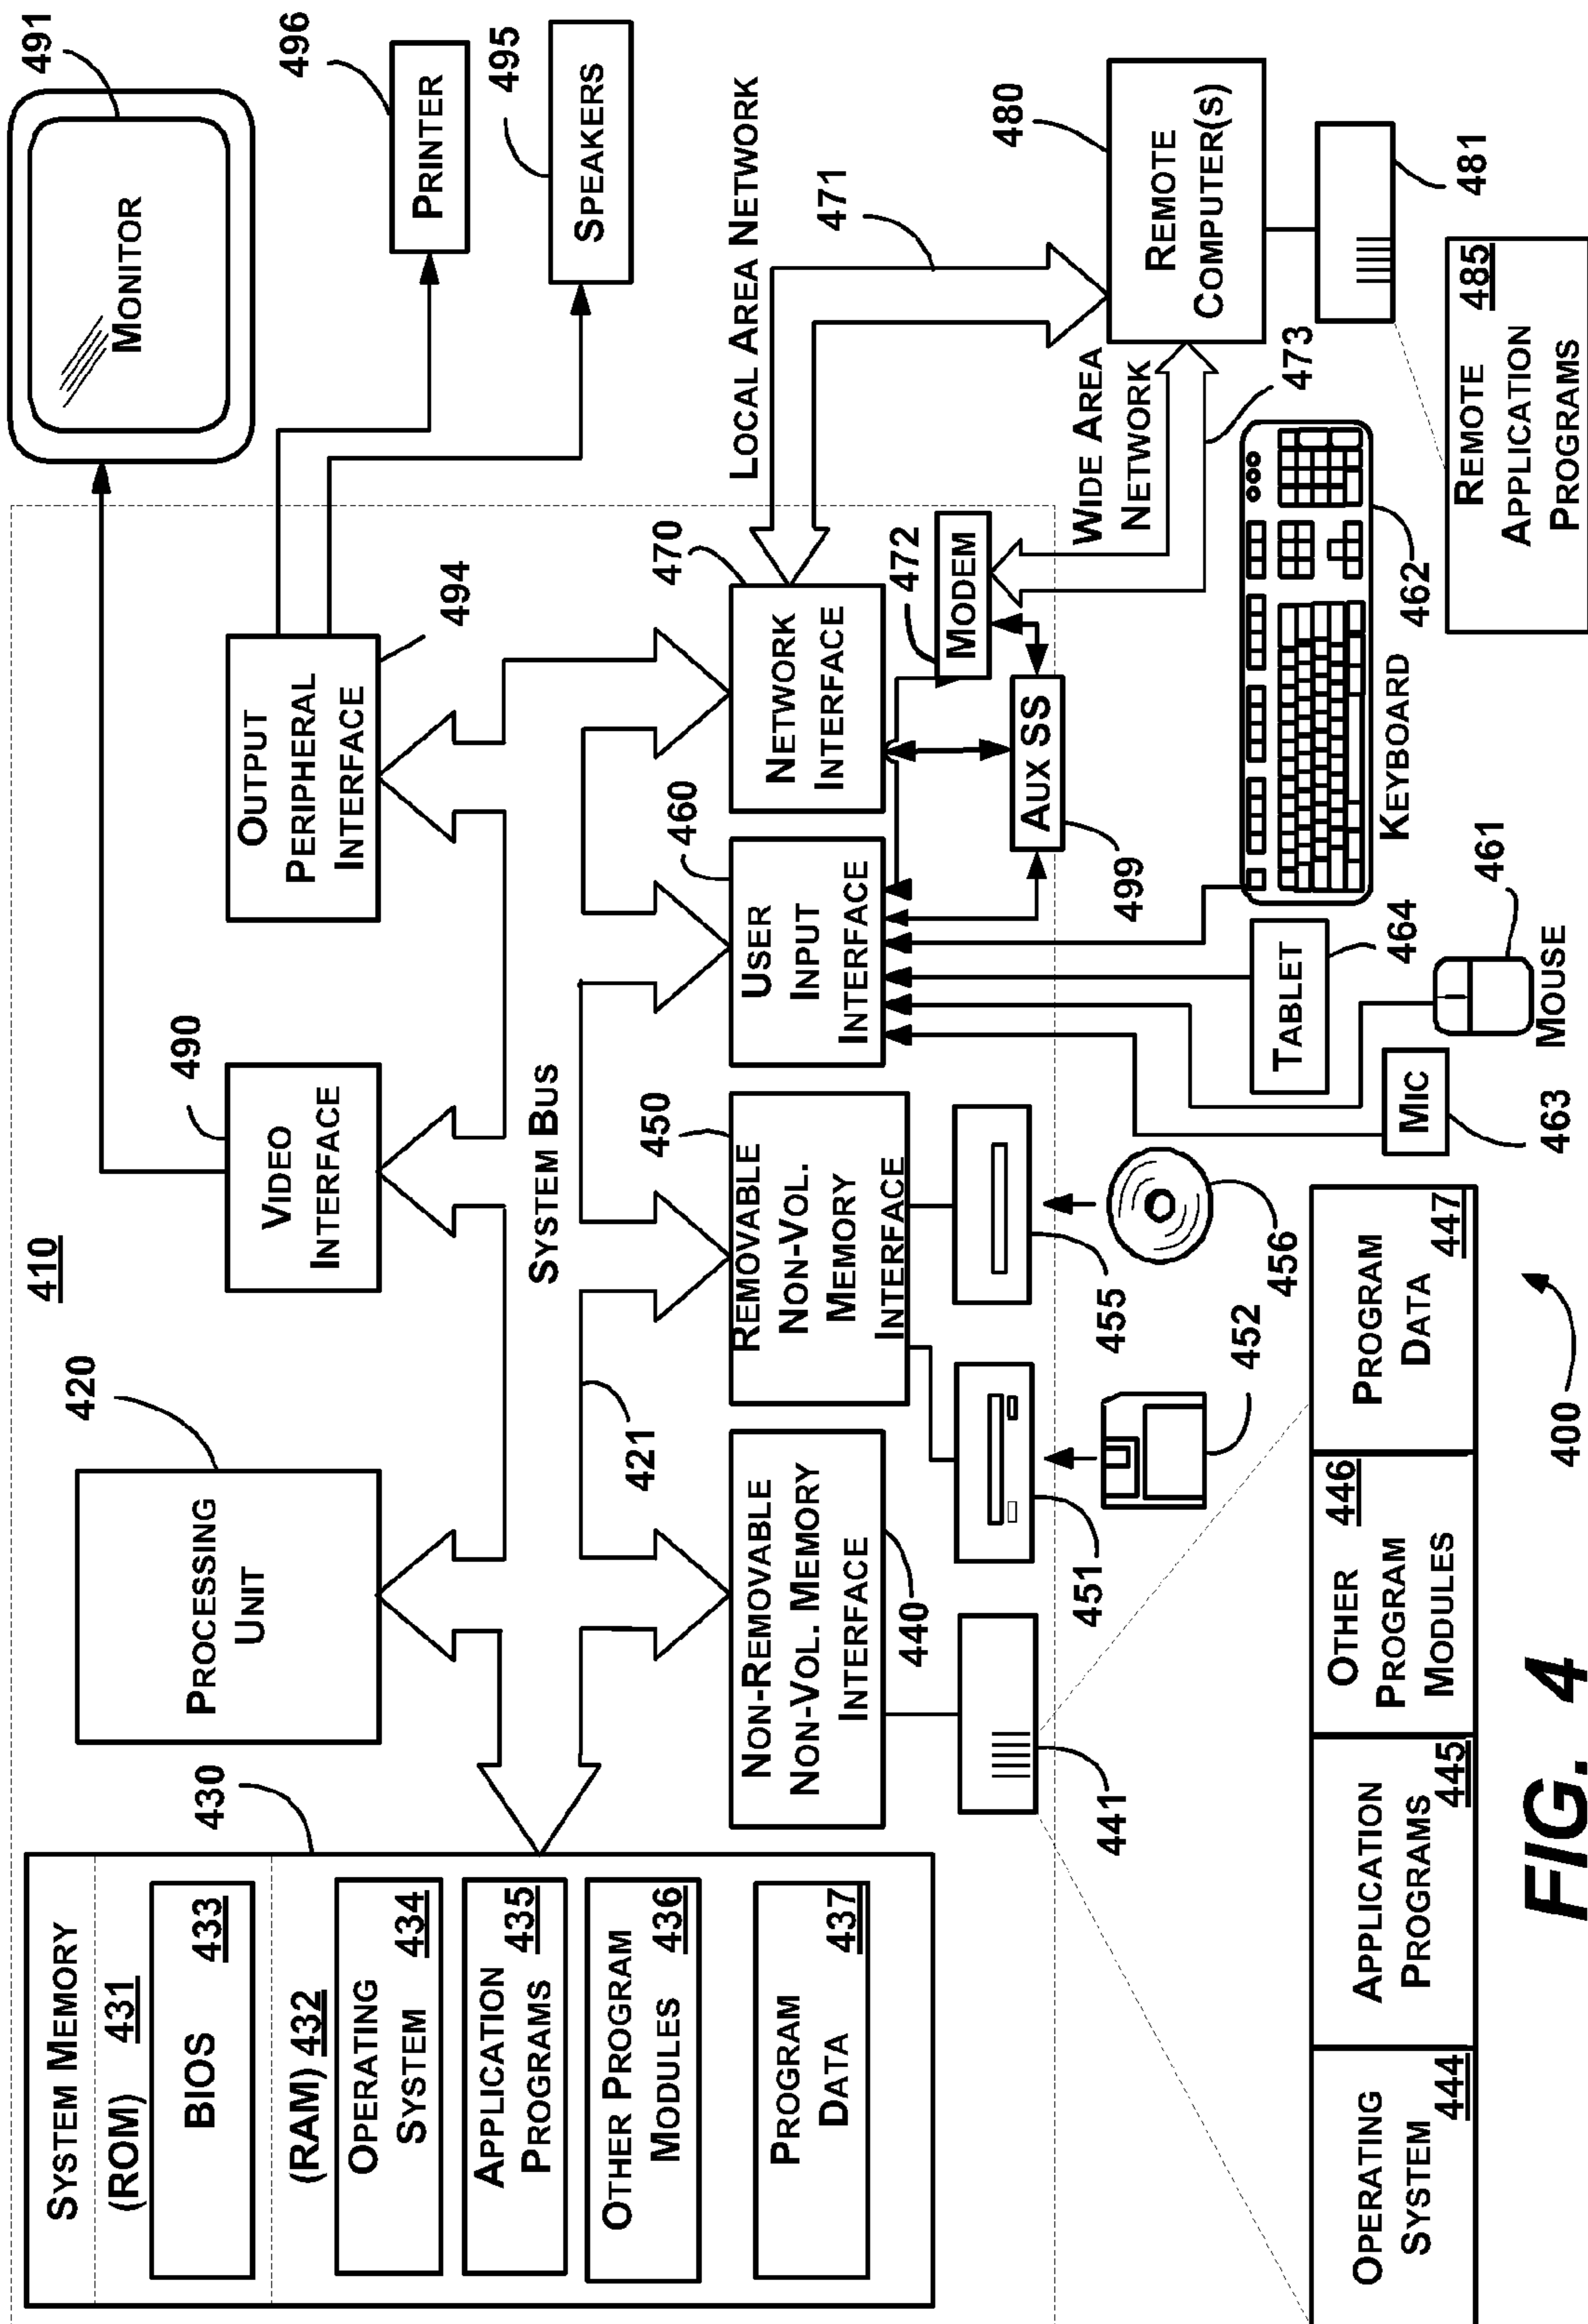 410
SYSTEM MEMORY
(ROM) 431
BIOS 433
(RAM) 432
OPERATING
SYSTEM 434
APPLICATION
PROGRAMS 435
OTHER PROGRAM
MODULES 436
PROGRAM
DATA 437
430
PROCESSING
UNIT
420
VIDEO
INTERFACE
490
OUTPUT
PERIPHERAL
INTERFACE
494
MONITOR
491
PRINTER
496
SPEAKERS
495
SYSTEM BUS
421
NON-REMOVABLE
NON-VOL. MEMORY
INTERFACE
440
REMOVABLE
NON-VOL.
MEMORY
INTERFACE
450
USER
INPUT
INTERFACE
460
NETWORK
INTERFACE
470
LOCAL AREA NETWORK
471
MODEM
472
AUX SS
499
WIDE AREA
NETWORK
473
REMOTE
COMPUTER(S)
480
481
REMOTE 485
APPLICATION
PROGRAMS
441
451
452
455
456
MIC
463
TABLET
464
MOUSE
461
KEYBOARD
462
OPERATING
SYSTEM 444
APPLICATION
PROGRAMS 445
OTHER 446
PROGRAM
MODULES
PROGRAM
DATA 447
400
FIG. 4